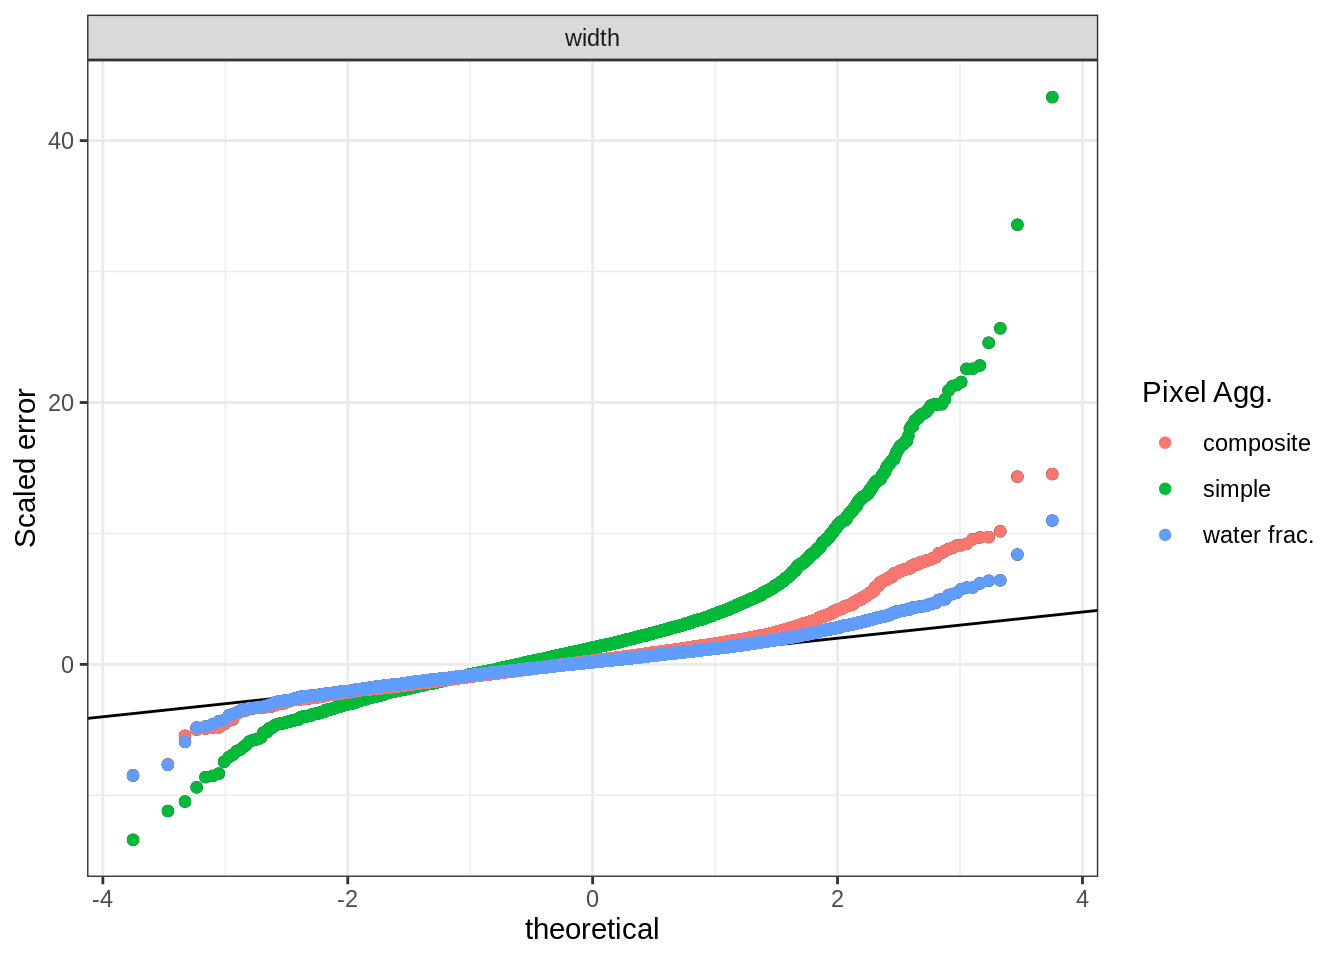 width
40
20
0
Scaled error
-4
-2
0
2
4
theoretical
Pixel Agg.
composite
simple
water frac.